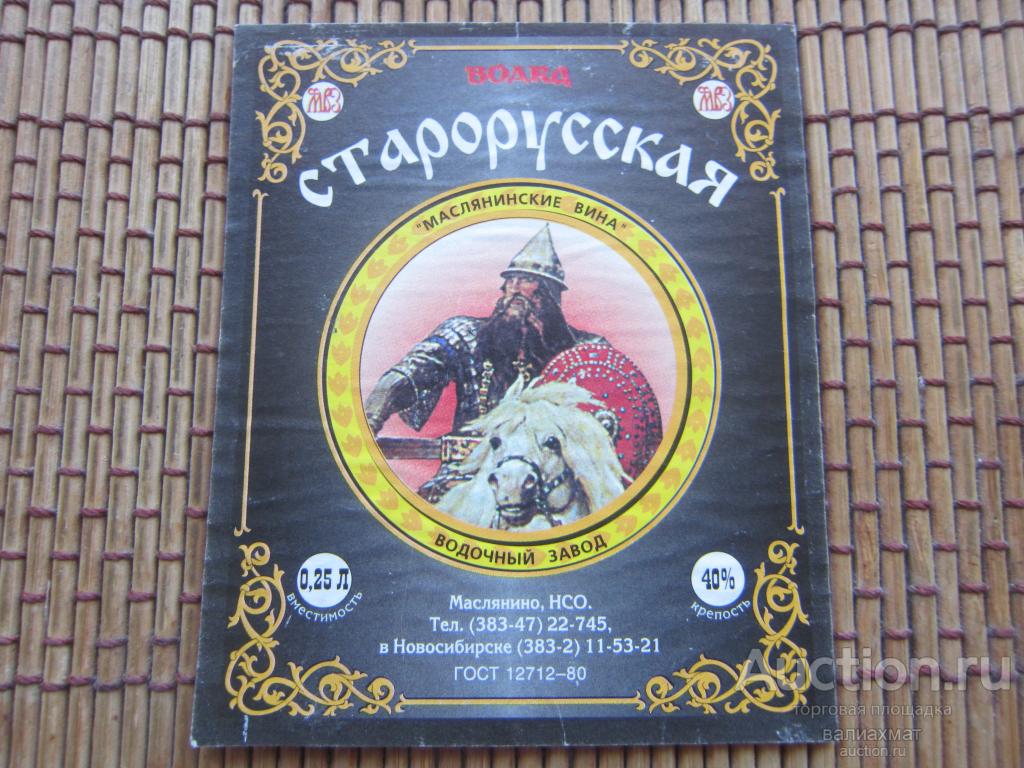 ВОДКА
МВЗ
МВЗ
старорусская
"МАСЛЯНИНСКИЕ ВИНА"
ВОДОЧНЫЙ ЗАВОД
0,25 Л
вместимость
40%
крепость
Маслянино, НСО.
Тел. (383-47) 22-745,
в Новосибирске (383-2) 11-53-21
ГОСТ 12712–80
Auction.ru
торговая площадка
валиахмат
auction.ru